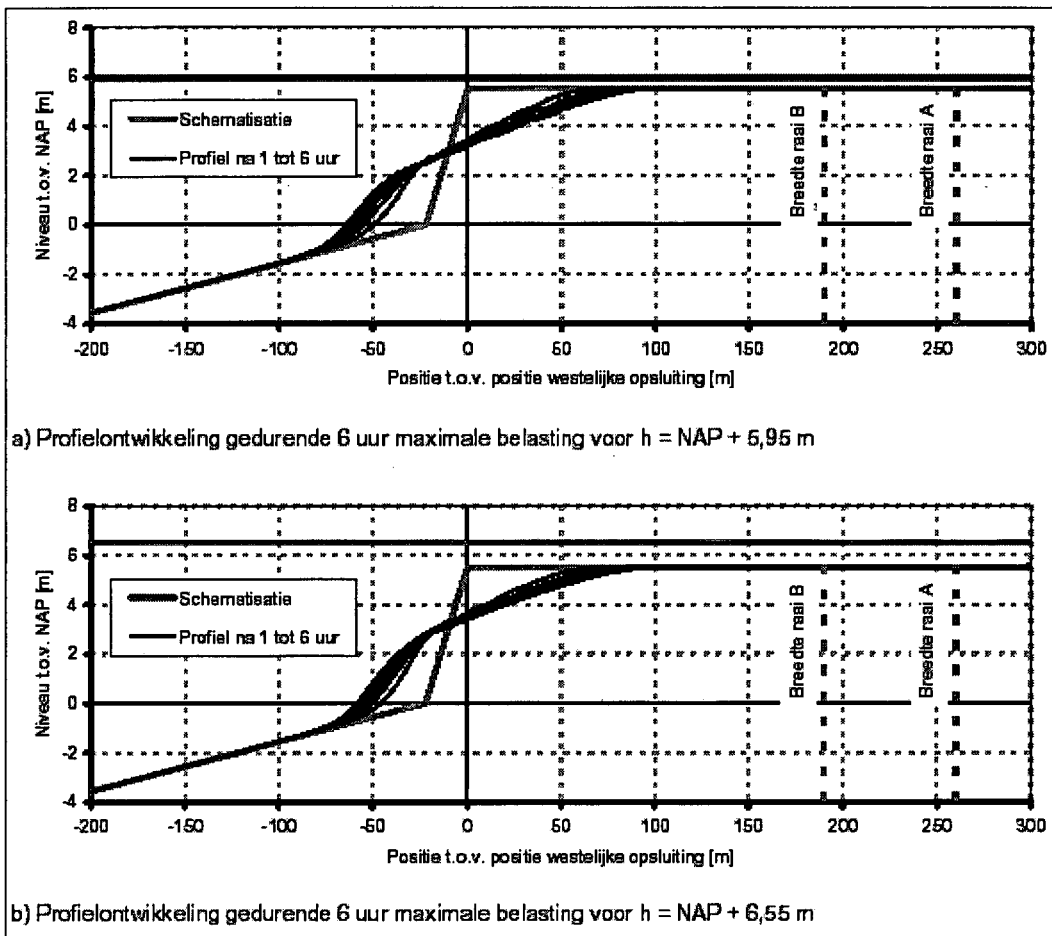 8
6
4
2
0
-2
-4
Niveau t.o.v. NAP [m]
Schematisatie
Profiel na 1 tot 6 uur
Breedte raai B
Breedte raai A
-200
-150
-100
-50
0
50
100
150
200
250
300
Positie t.o.v. positie westelijke opsluiting [m]
a) Profielontwikkeling gedurende 6 uur maximale belasting voor h = NAP + 5,95 m
8
6
4
2
0
-2
-4
Niveau t.o.v. NAP [m]
Schematisatie
Profiel na 1 tot 6 uur
Breedte raai B
Breedte raai A
-200
-150
-100
-50
0
50
100
150
200
250
300
Positie t.o.v. positie westelijke opsluiting [m]
b) Profielontwikkeling gedurende 6 uur maximale belasting voor h = NAP + 6,55 m